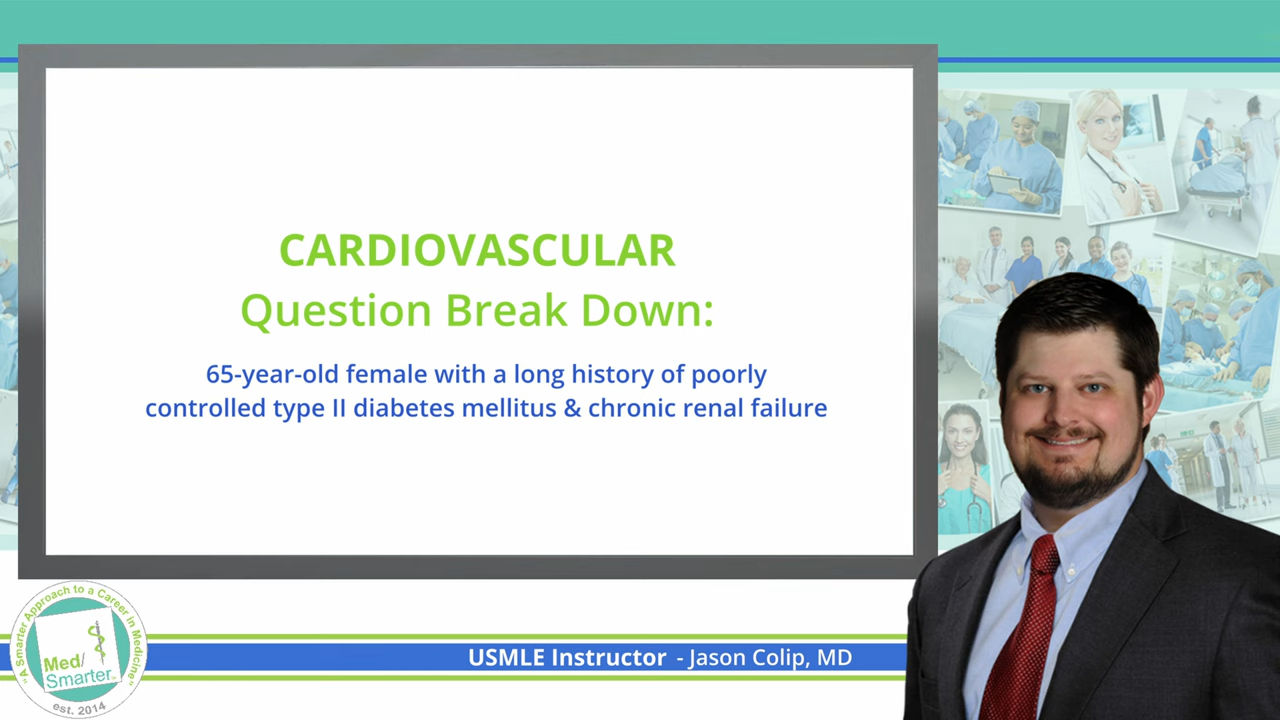 CARDIOVASCULAR
Question Break Down:
65-year-old female with a long history of poorly
controlled type II diabetes mellitus & chronic renal failure
USMLE Instructor - Jason Colip, MD
"A Smarter Approach to a Career in Medicine"
Med/
Smarter
est. 2014